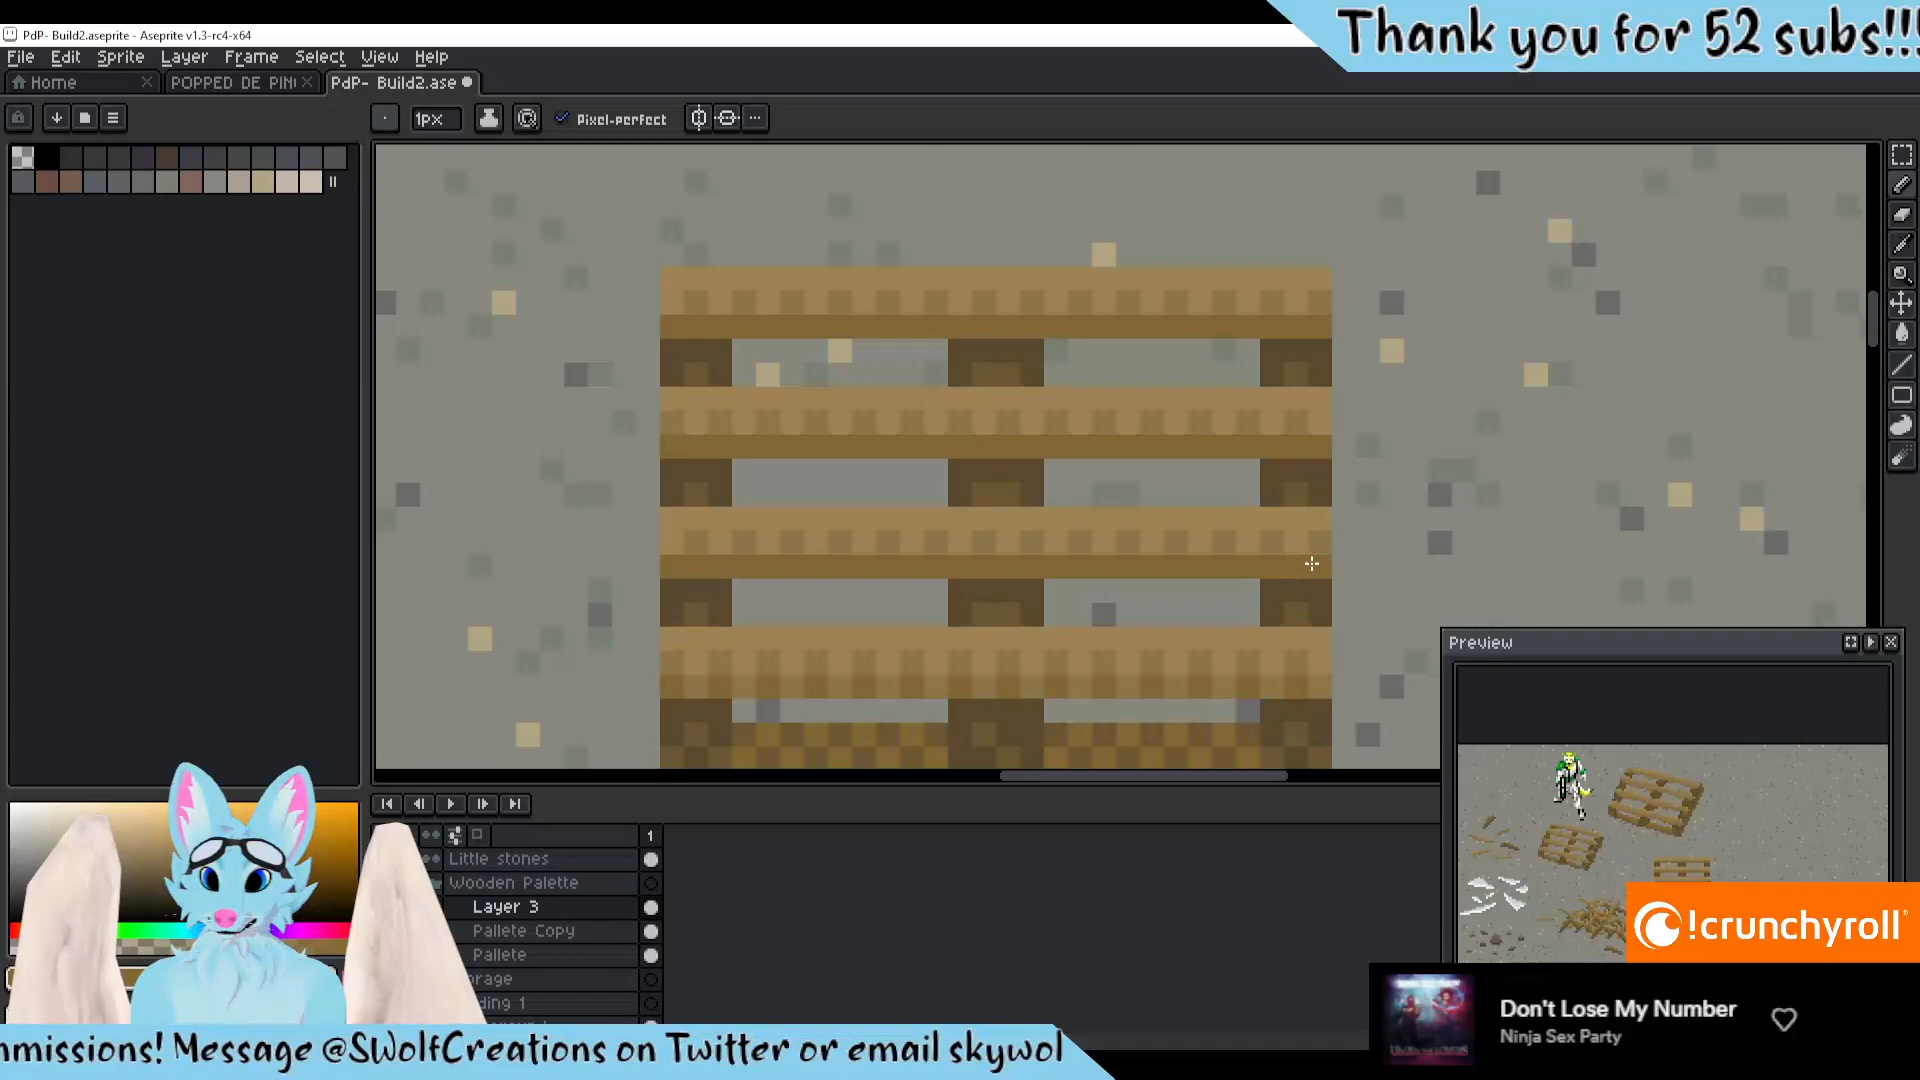 PdP- Build2.aseprite - Aseprite v1.3-rc4-x64
Thank you for 52 subs!!!
File Edit Sprite Layer Frame Select View Help
Home
POPPED DE PIN
PdP- Build2.ase
1px
Pixel-perfect
Preview
1
Little stones
Wooden Palette
Layer 3
Pallete Copy
Pallete
orage
ding 1
!crunchyroll
Don't Lose My Number
Ninja Sex Party
mmissions! Message @SWolfCreations on Twitter or email skywol